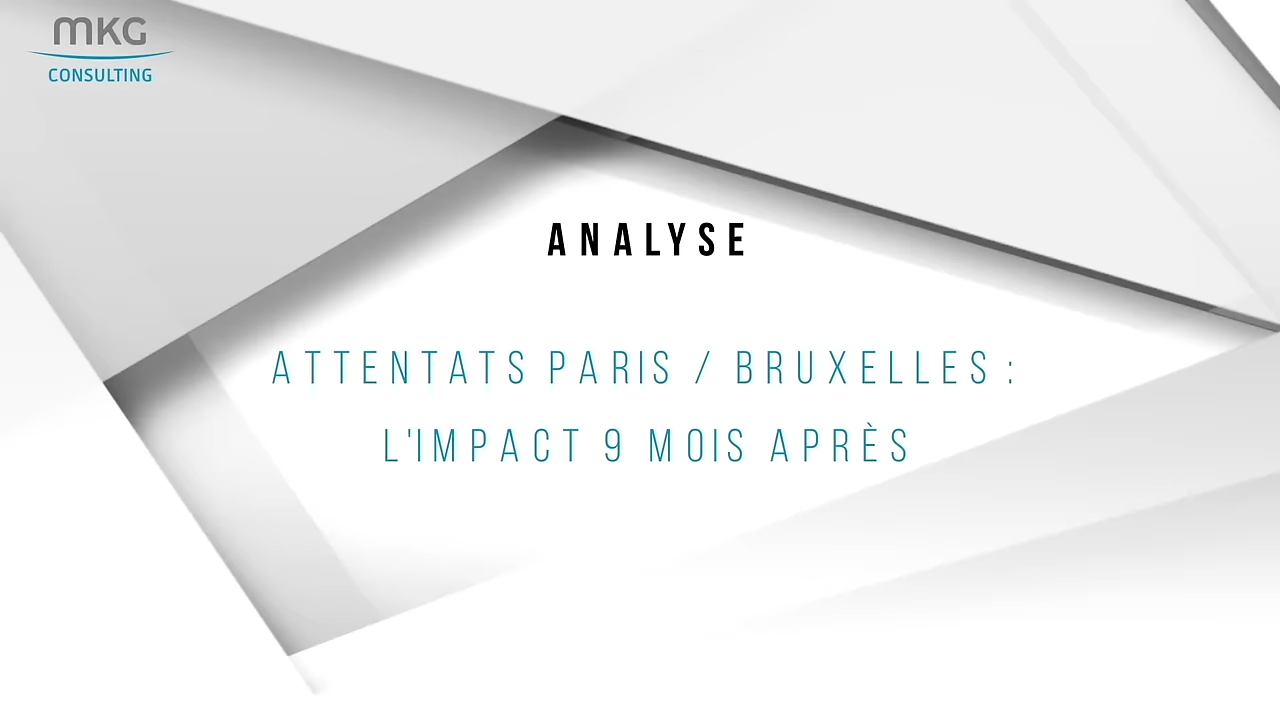 MKG
CONSULTING
ANALYSE
ATTENTATS PARIS / BRUXELLES :
L'IMPACT 9 MOIS APRÈS